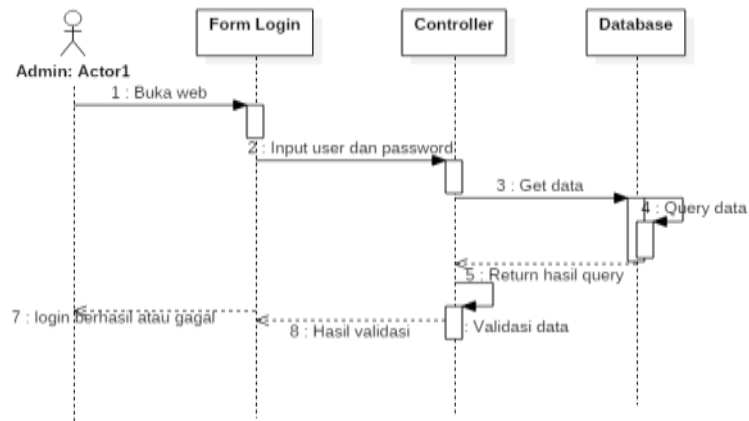 Form Login
Controller
Database
Admin: Actor1
1 : Buka web
2 : Input user dan password
3 : Get data
4 : Query data
5 : Return hasil query
7 : login berhasil atau gagal
8 : Hasil validasi
: Validasi data